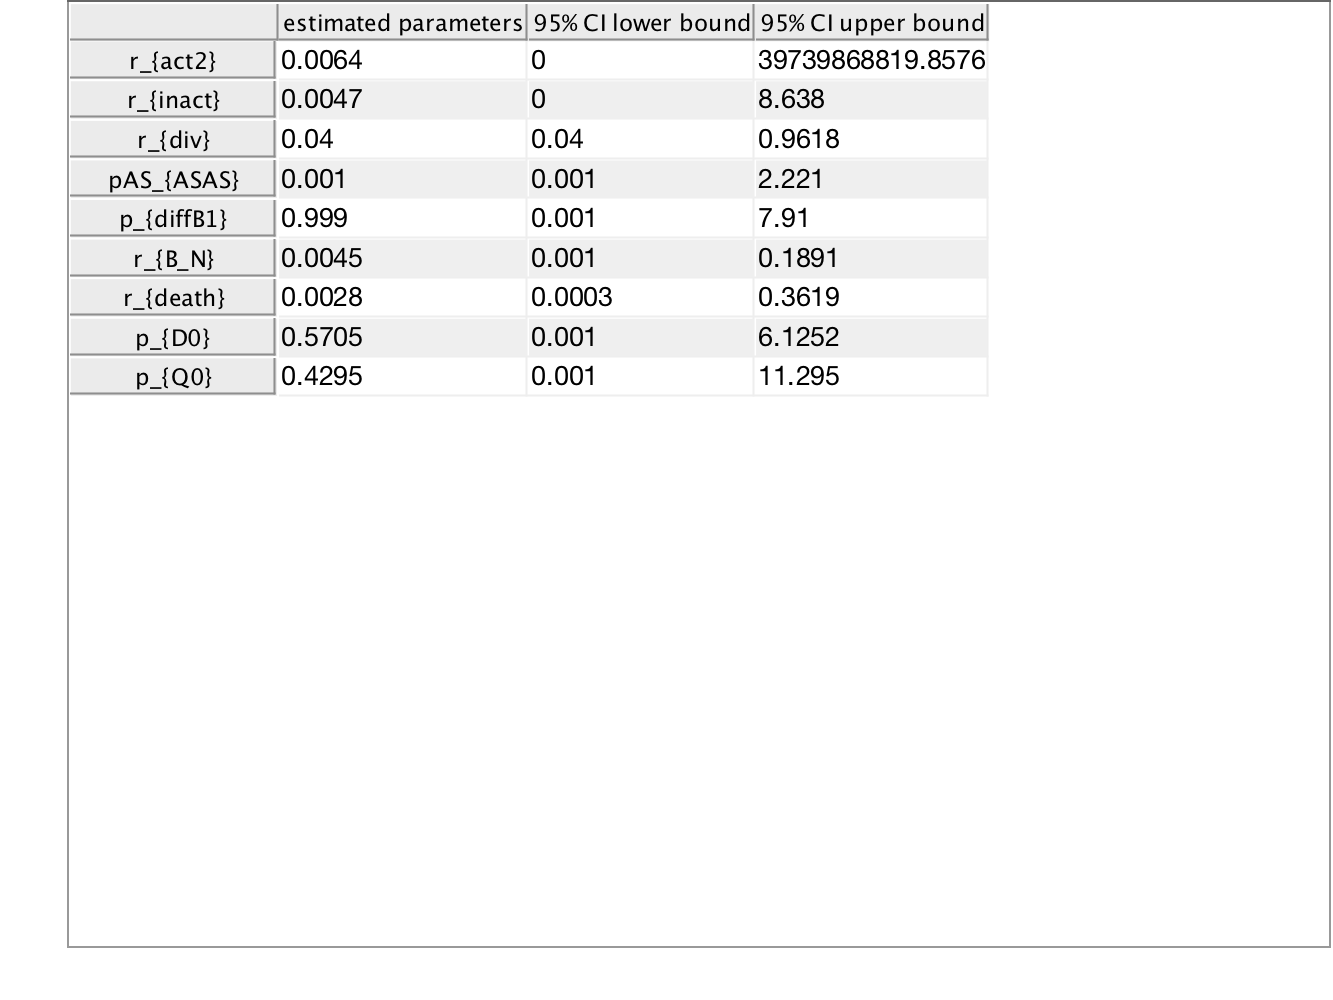 estimated parameters 95% CI lower bound 95% CI upper bound
r_{act2} 0.0064 0 39739868819.8576
r_{inact} 0.0047 0 8.638
r_{div} 0.04 0.04 0.9618
pAS_{ASAS} 0.001 0.001 2.221
p_{diffB1} 0.999 0.001 7.91
r_{B_N} 0.0045 0.001 0.1891
r_{death} 0.0028 0.0003 0.3619
p_{D0} 0.5705 0.001 6.1252
p_{Q0} 0.4295 0.001 11.295